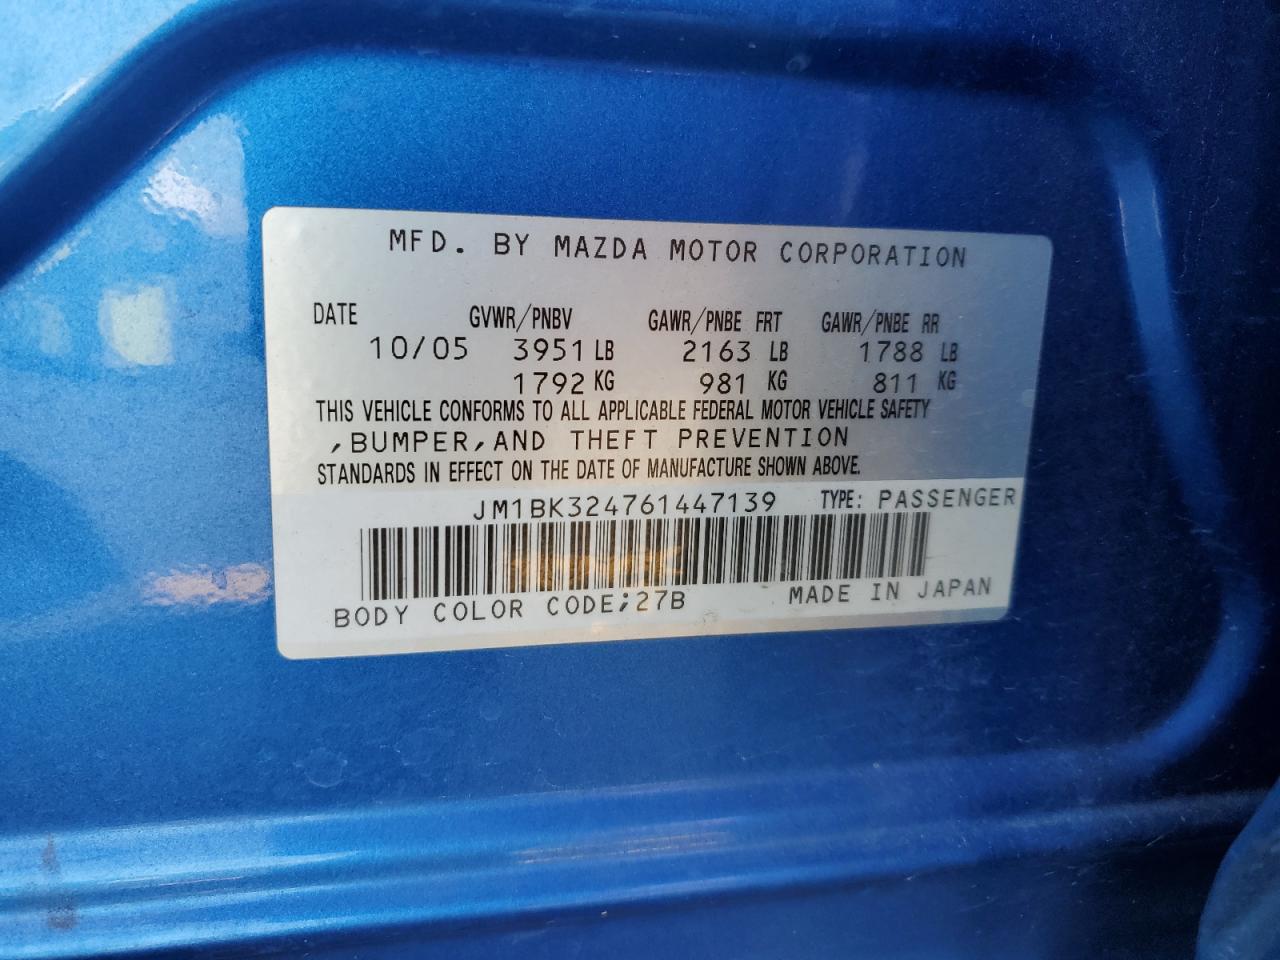 MFD. BY MAZDA MOTOR CORPORATION
DATE GVWR/PNBV GAWR/PNBE FRT GAWR/PNBE RR
10/05 3951 LB 2163 LB 1788 LB
1792 KG 981 KG 811 KG
THIS VEHICLE CONFORMS TO ALL APPLICABLE FEDERAL MOTOR VEHICLE SAFETY
,BUMPER,AND THEFT PREVENTION
STANDARDS IN EFFECT ON THE DATE OF MANUFACTURE SHOWN ABOVE.
JM1BK324761447139 TYPE: PASSENGER
BODY COLOR CODE;27B MADE IN JAPAN